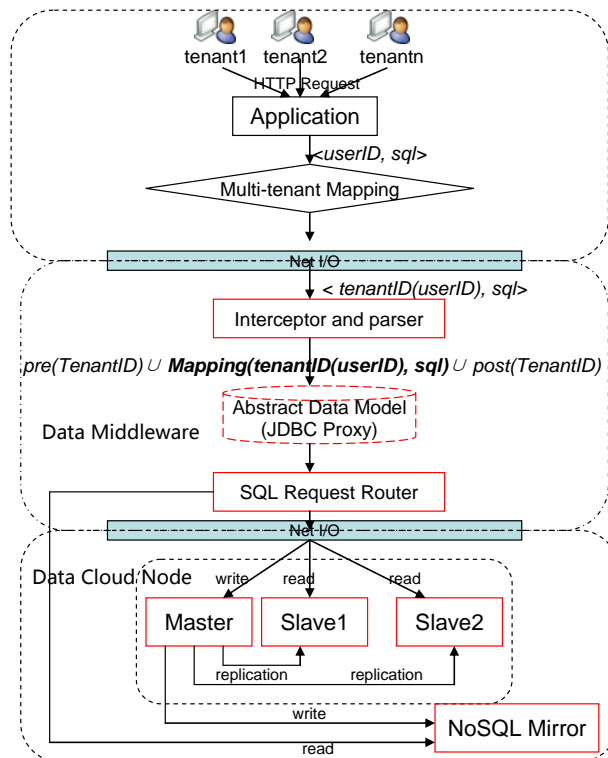 tenant1 tenant2 tenantn
HTTP Request
Application
<userID, sql>
Multi-tenant Mapping
Net I/O
< tenantID(userID), sql>
Interceptor and parser
pre(TenantID) ∪ Mapping(tenantID(userID), sql) ∪ post(TenantID)
Abstract Data Model
(JDBC Proxy)
Data Middleware
SQL Request Router
Net I/O
Data Cloud Node
write read read
Master Slave1 Slave2
replication replication
write
NoSQL Mirror
read